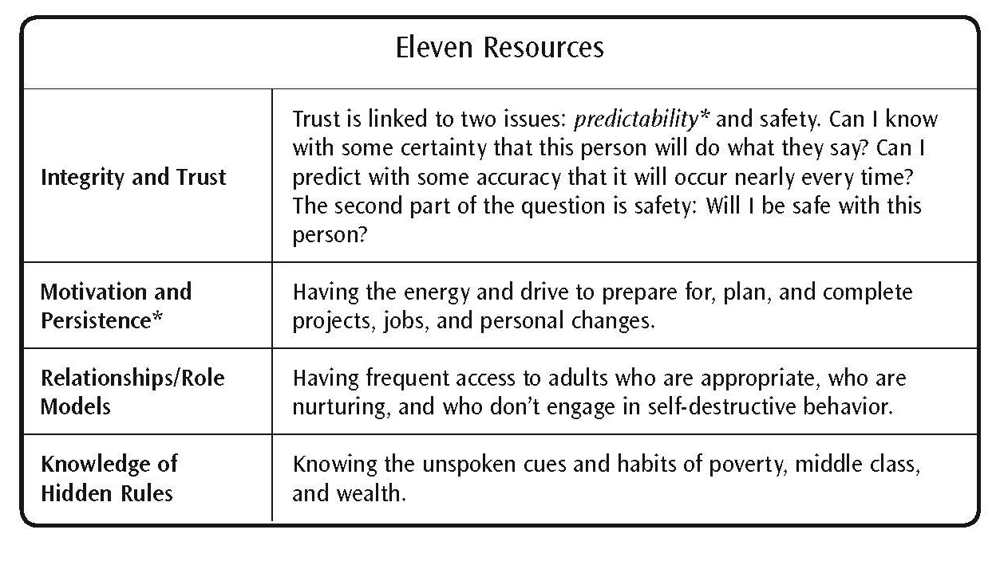 Eleven Resources
Integrity and Trust
Trust is linked to two issues: predictability* and safety. Can I know
with some certainty that this person will do what they say? Can I
predict with some accuracy that it will occur nearly every time?
The second part of the question is safety: Will I be safe with this
person?
Motivation and
Persistence*
Having the energy and drive to prepare for, plan, and complete
projects, jobs, and personal changes.
Relationships/Role
Models
Having frequent access to adults who are appropriate, who are
nurturing, and who don’t engage in self-destructive behavior.
Knowledge of
Hidden Rules
Knowing the unspoken cues and habits of poverty, middle class,
and wealth.